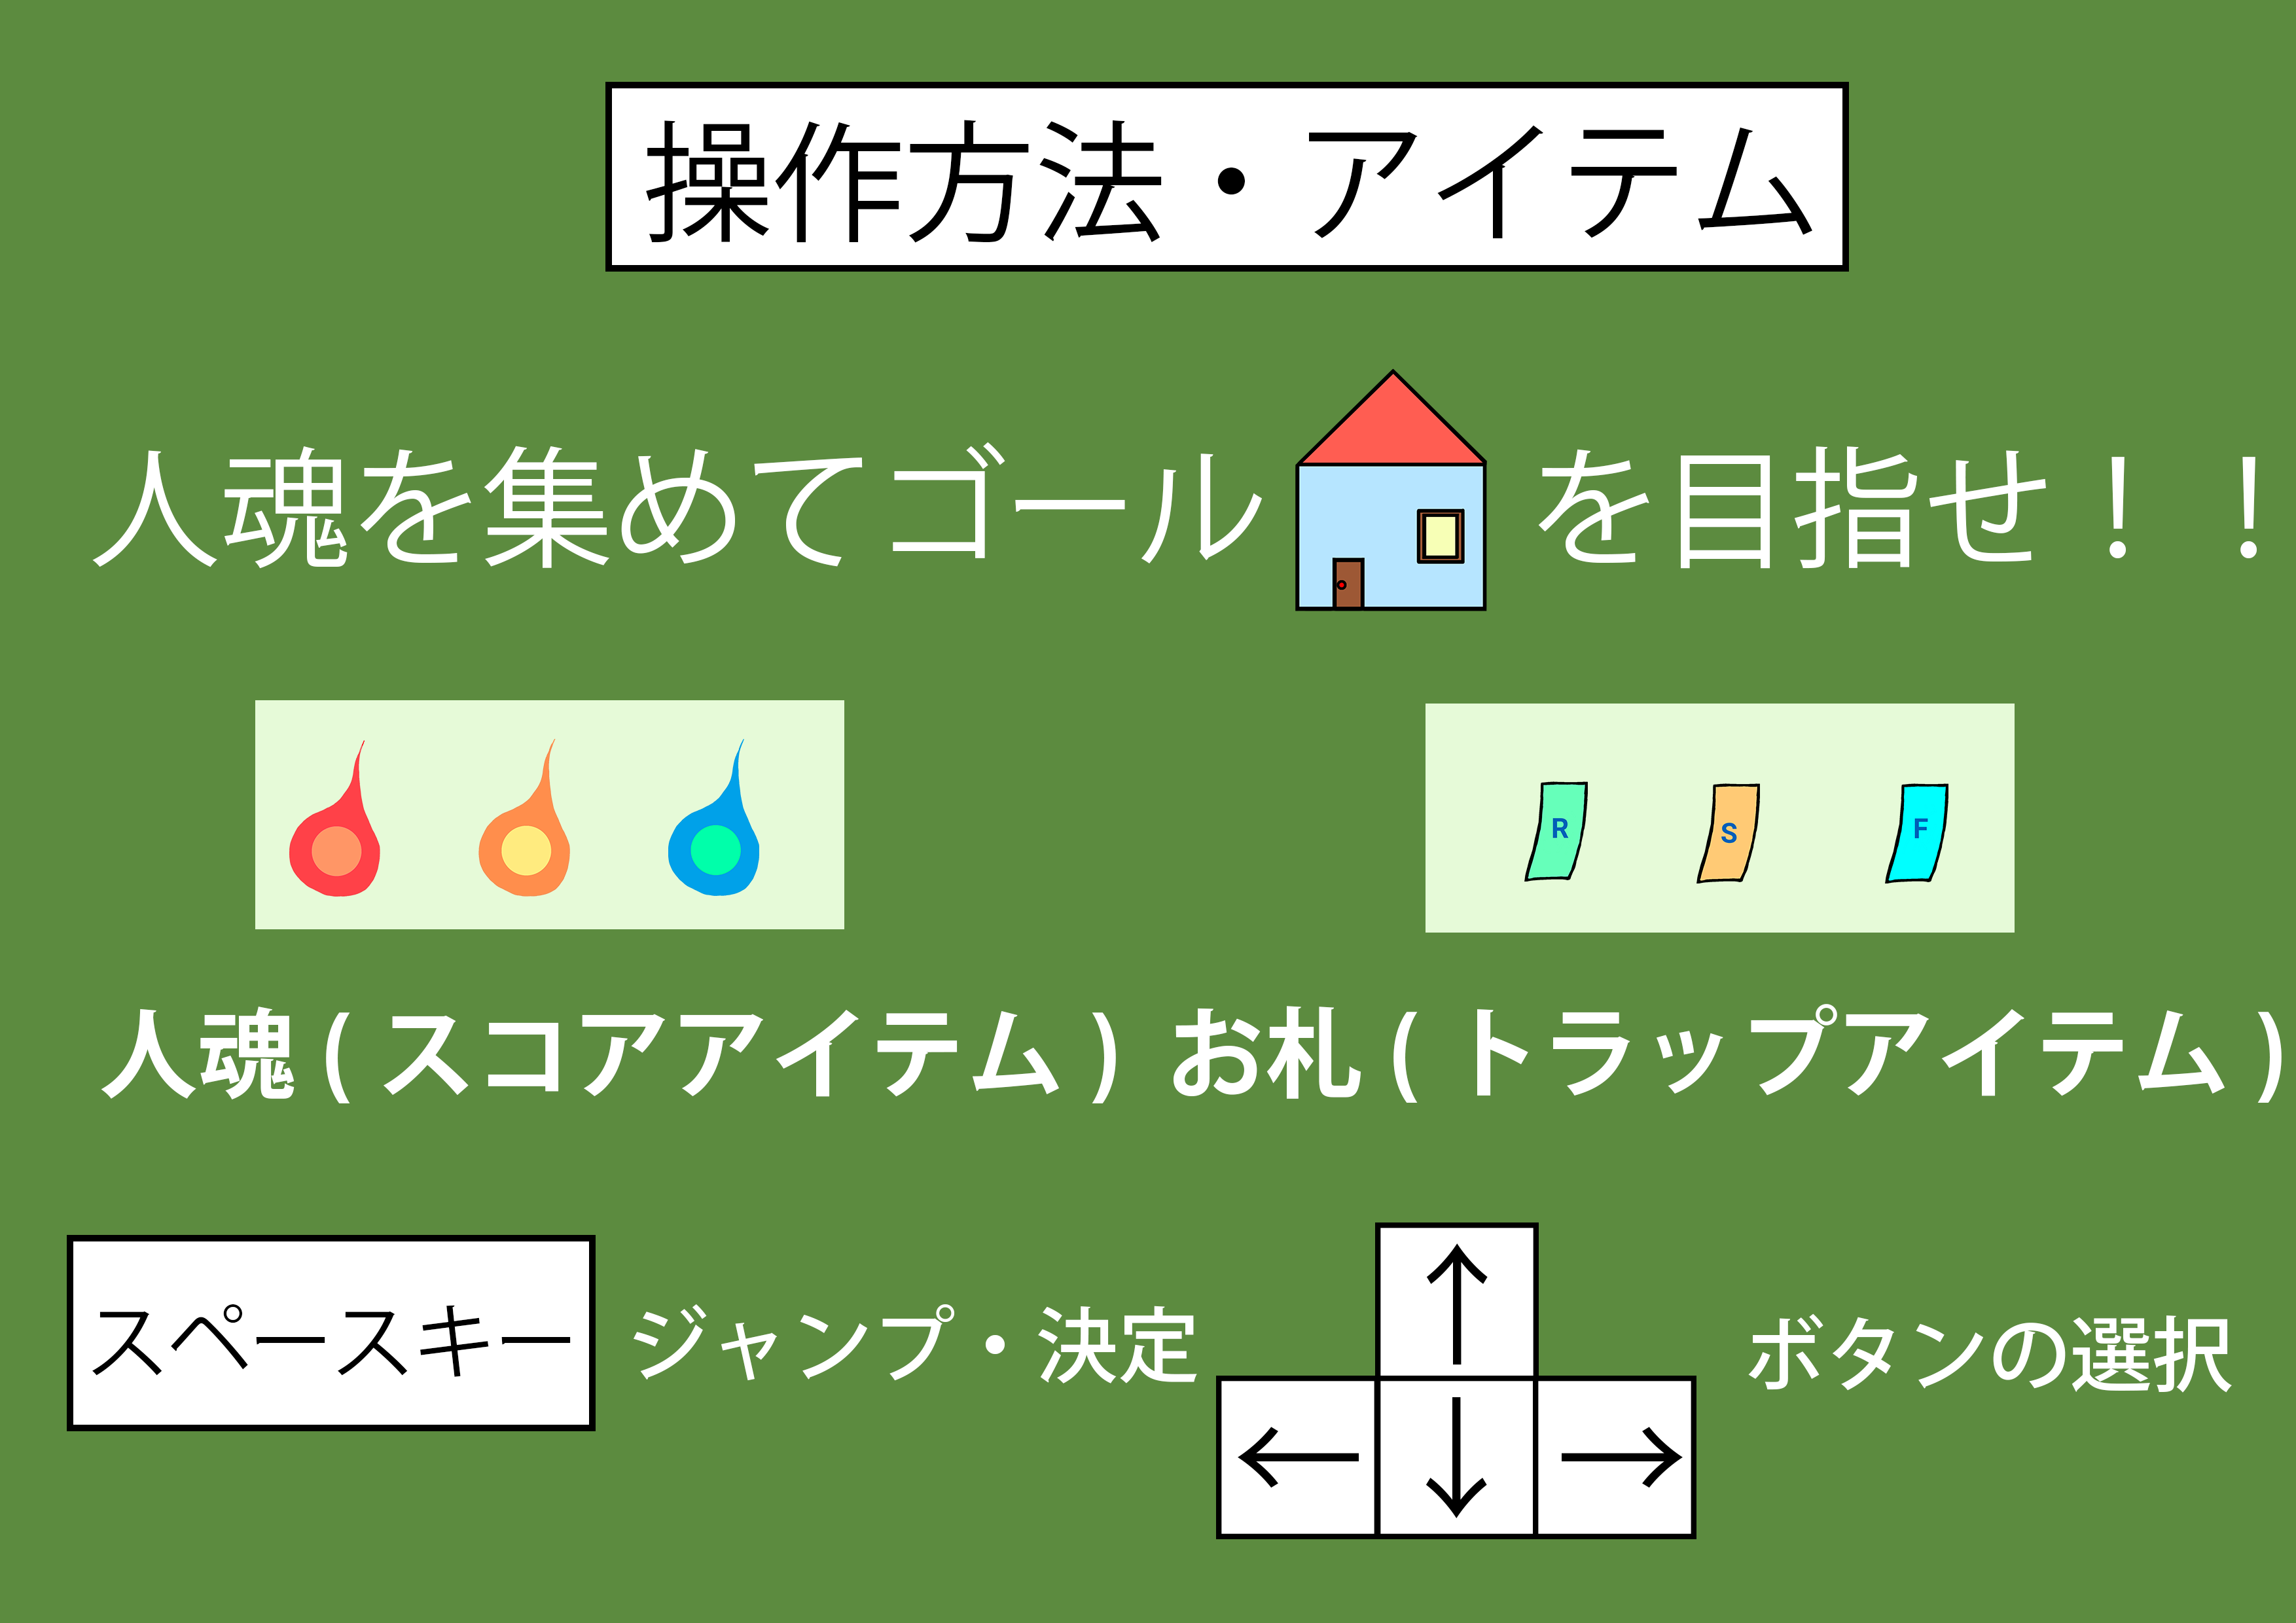 操作方法・アイテム
人魂を集めてゴールを目指せ！！
R S F
人魂(スコアアイテム) お札(トラップアイテム)
スペースキー ジャンプ・決定 ↑ ボタンの選択
← ↓ →